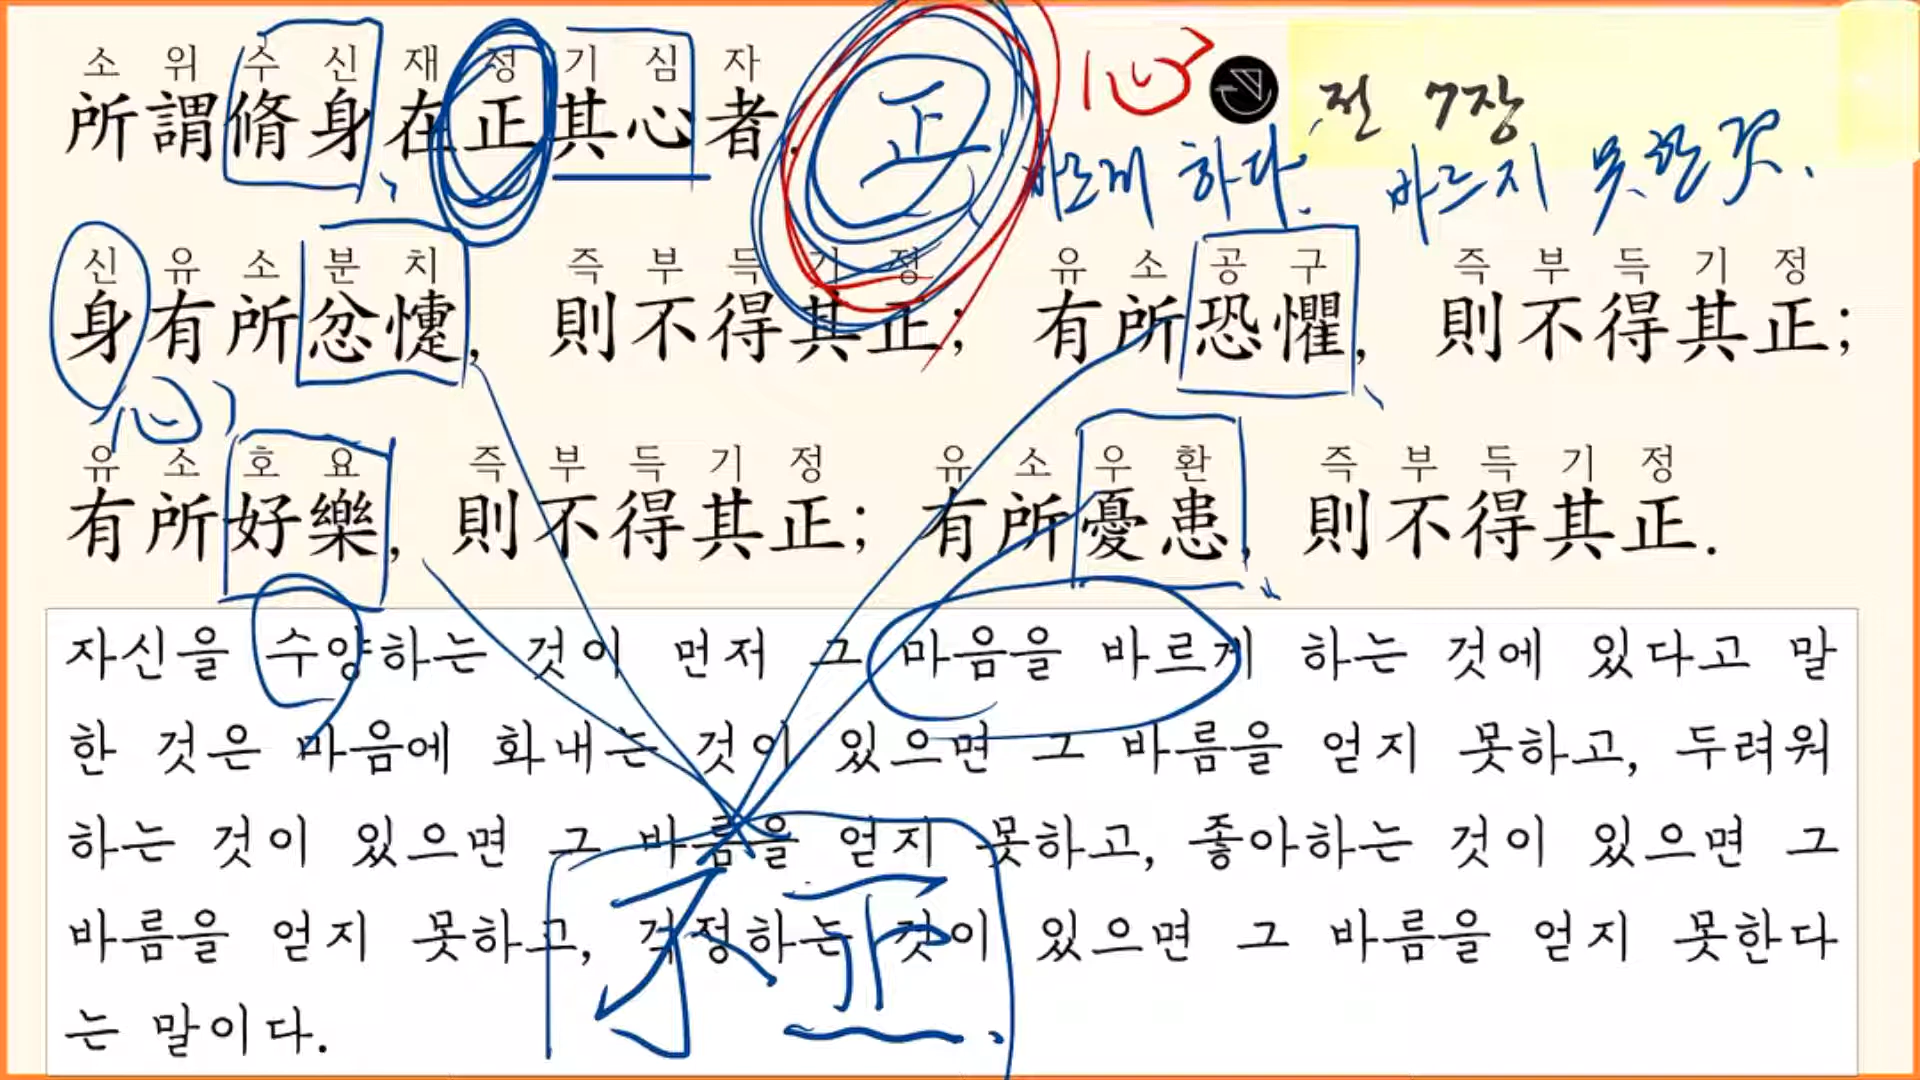 소 위 수 신 재 정 기 심 자
所謂脩身在正其心者,
正
心
전 7장
바르게 하다. 바르지 못한 것.
신 유 소 분 치 즉 부 득 기 정 유 소 공 구 즉 부 득 기 정
身有所忿懥, 則不得其正; 有所恐懼, 則不得其正;
心
유 소 호 요 즉 부 득 기 정 유 소 우 환 즉 부 득 기 정
有所好樂, 則不得其正; 有所憂患, 則不得其正.
자신을 수양하는 것이 먼저 그 마음을 바르게 하는 것에 있다고 말
한 것은 마음에 화내는 것이 있으면 그 바름을 얻지 못하고, 두려워
하는 것이 있으면 그 바름을 얻지 못하고, 좋아하는 것이 있으면 그
바름을 얻지 못하고, 걱정하는 것이 있으면 그 바름을 얻지 못한다
는 말이다.
不正